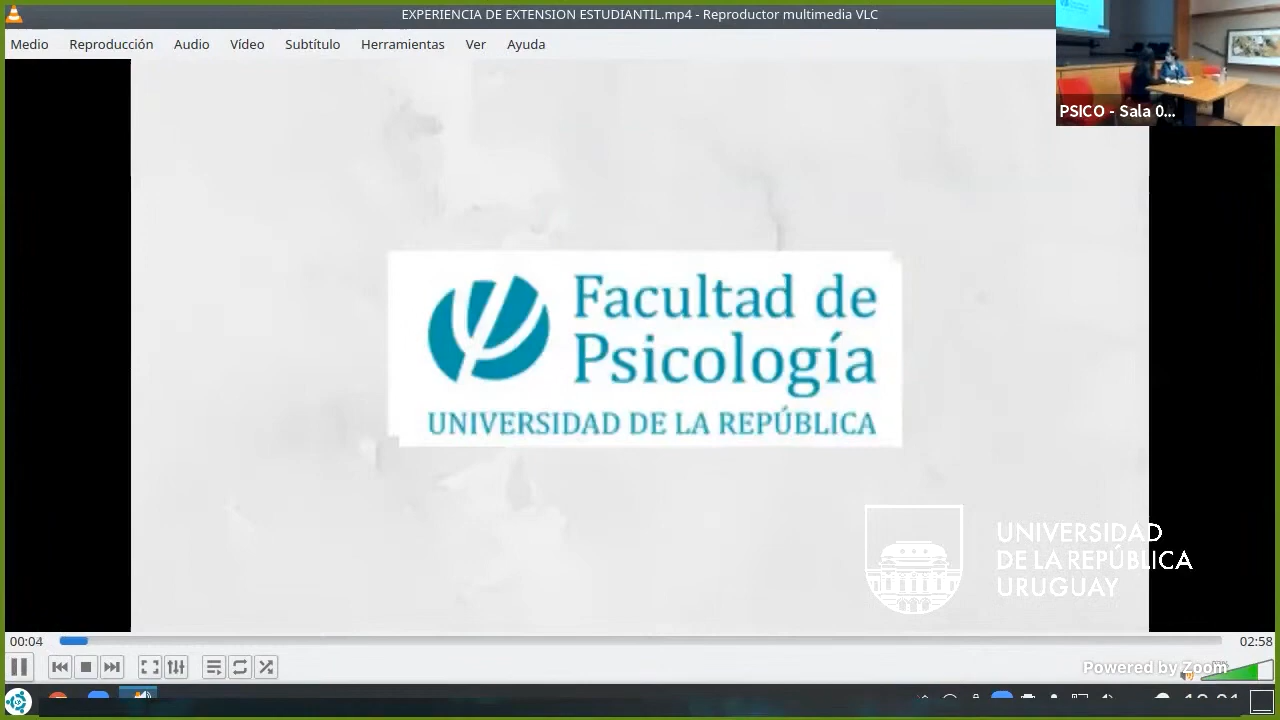 EXPERIENCIA DE EXTENSION ESTUDIANTIL.mp4 - Reproductor multimedia VLC
Medio Reproducción Audio Vídeo Subtítulo Herramientas Ver Ayuda
PSICO - Sala 0...
Facultad de
Psicología
UNIVERSIDAD DE LA REPÚBLICA
UNIVERSIDAD
DE LA REPÚBLICA
URUGUAY
00:04 02:58
Powered by Zoom